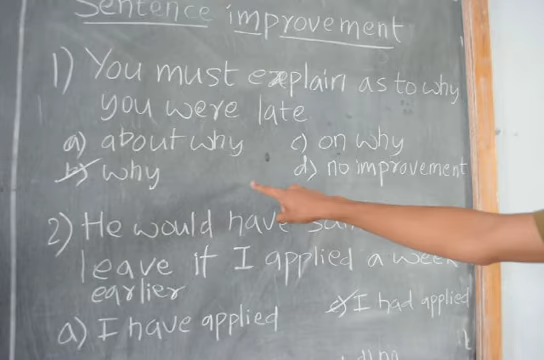 Sentence improvement
1) You must explain as to why
you were late
a) about why c) on why
b) why d) no improvement
2) He would have
leave if I applied a week
earlier
a) I have applied c) I had applied